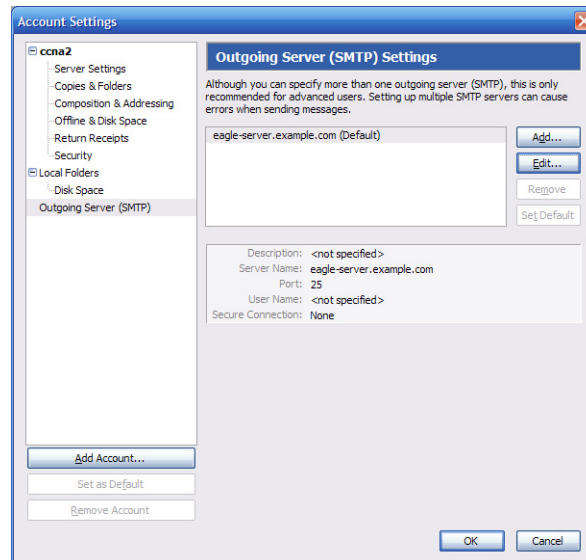 Account Settings
ccna2
Server Settings
Copies & Folders
Composition & Addressing
Offline & Disk Space
Return Receipts
Security
Local Folders
Disk Space
Outgoing Server (SMTP)
Add Account...
Set as Default
Remove Account
Outgoing Server (SMTP) Settings
Although you can specify more than one outgoing server (SMTP), this is only
recommended for advanced users. Setting up multiple SMTP servers can cause
errors when sending messages.
eagle-server.example.com (Default)
Add...
Edit...
Remove
Set Default
Description: <not specified>
Server Name: eagle-server.example.com
Port: 25
User Name: <not specified>
Secure Connection: None
OK
Cancel